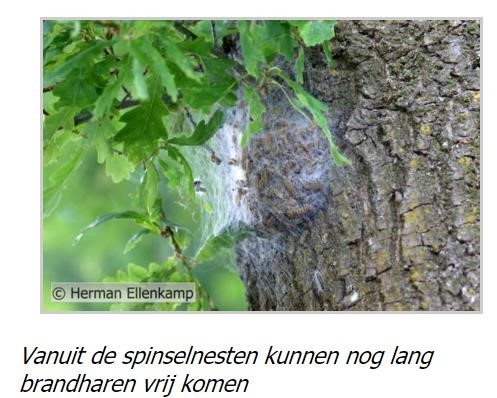 © Herman Ellenkamp
Vanuit de spinselnesten kunnen nog lang
brandharen vrij komen